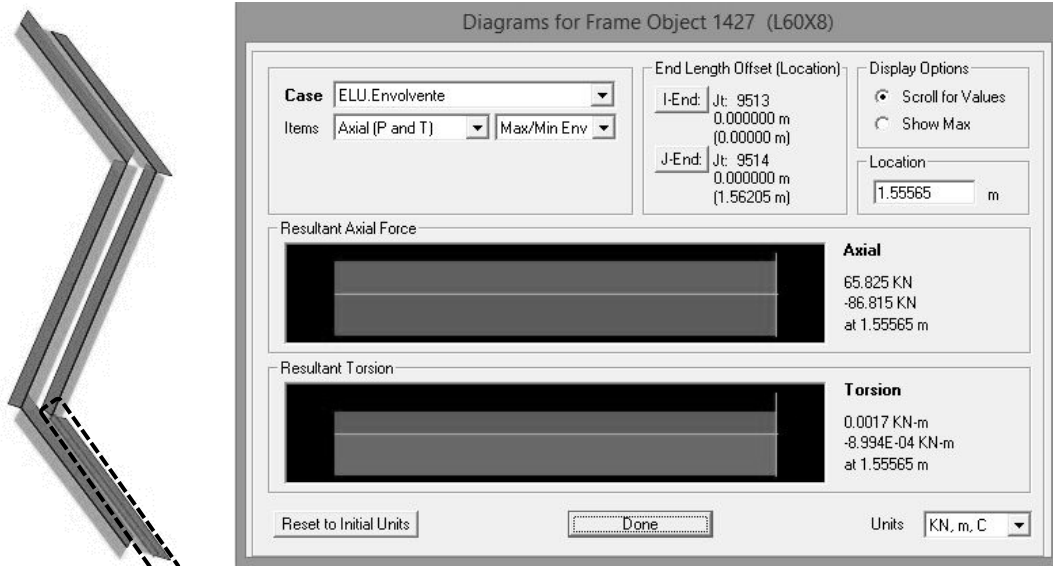 Diagrams for Frame Object 1427 (L60X8)
Case ELU.Envolvente
Items Axial (P and T) Max/Min Env
End Length Offset (Location)
I-End: Jt: 9513
0.000000 m
(0.00000 m)
J-End: Jt: 9514
0.000000 m
(1.56205 m)
Display Options
Scroll for Values
Show Max
Location
1.55565 m
Resultant Axial Force
Axial
65.825 KN
-86.815 KN
at 1.55565 m
Resultant Torsion
Torsion
0.0017 KN-m
-8.994E-04 KN-m
at 1.55565 m
Reset to Initial Units
Done
Units KN, m, C